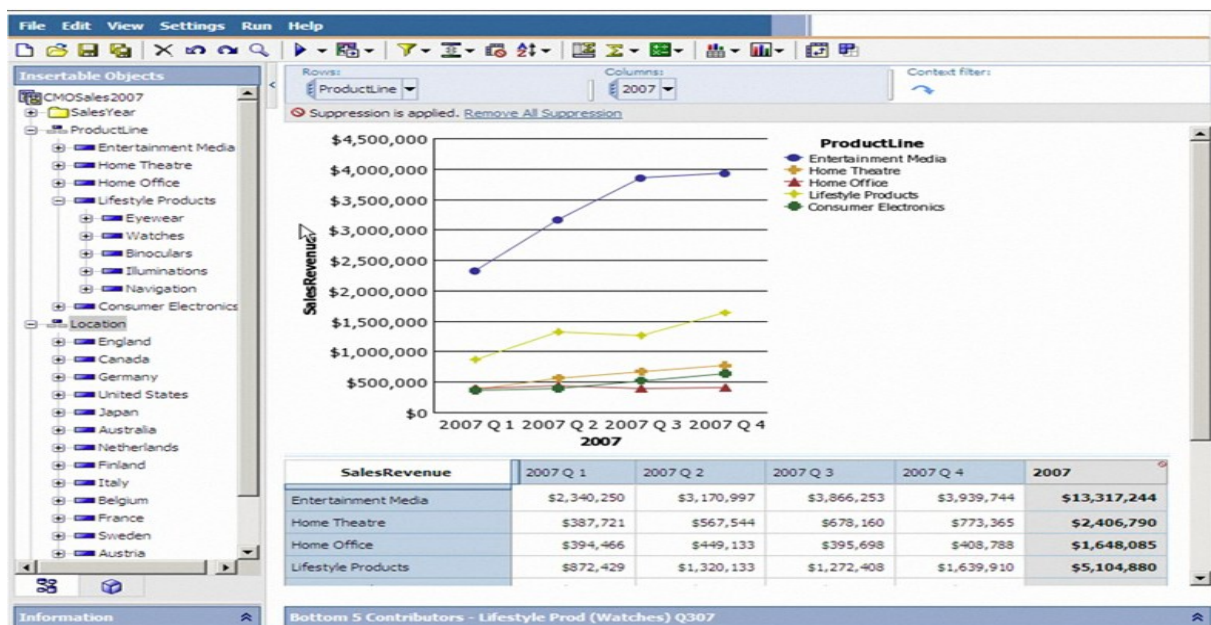 File Edit View Settings Run Help
Insertable Objects
CMOSales2007
SalesYear
ProductLine
Entertainment Media
Home Theatre
Home Office
Lifestyle Products
Eyewear
Watches
Binoculars
Illuminations
Navigation
Consumer Electronics
Location
England
Canada
Germany
United States
Japan
Australia
Netherlands
Finland
Italy
Belgium
France
Sweden
Austria
Information
Rows: Columns: Context filter:
ProductLine 2007
Suppression is applied. Remove All Suppression
$4,500,000
$4,000,000
$3,500,000
$3,000,000
$2,500,000
$2,000,000
$1,500,000
$1,000,000
$500,000
$0
SalesRevenue
2007 Q 1 2007 Q 2 2007 Q 3 2007 Q 4
2007
ProductLine
Entertainment Media
Home Theatre
Home Office
Lifestyle Products
Consumer Electronics
SalesRevenue 2007 Q 1 2007 Q 2 2007 Q 3 2007 Q 4 2007
Entertainment Media $2,340,250 $3,170,997 $3,866,253 $3,939,744 $13,317,244
Home Theatre $387,721 $567,544 $678,160 $773,365 $2,406,790
Home Office $394,466 $449,133 $395,698 $408,788 $1,648,085
Lifestyle Products $872,429 $1,320,133 $1,272,408 $1,639,910 $5,104,880
Bottom 5 Contributors - Lifestyle Prod (Watches) Q307